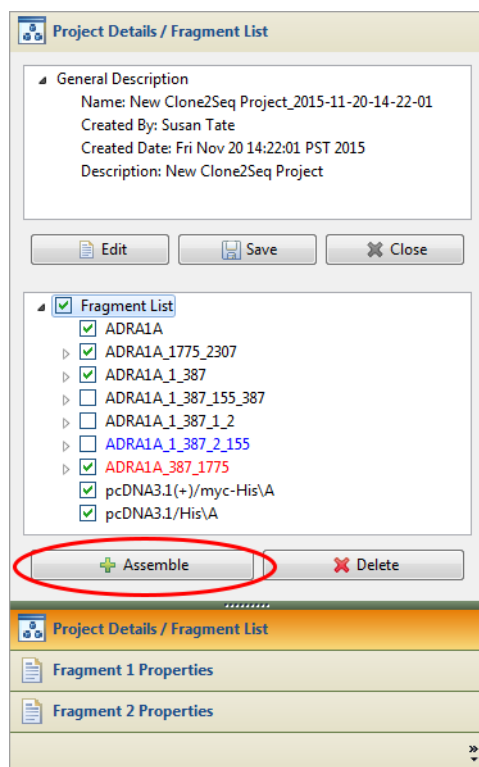 Project Details / Fragment List
General Description
Name: New Clone2Seq Project_2015-11-20-14-22-01
Created By: Susan Tate
Created Date: Fri Nov 20 14:22:01 PST 2015
Description: New Clone2Seq Project
Edit Save Close
Fragment List
ADRA1A
ADRA1A_1775_2307
ADRA1A_1_387
ADRA1A_1_387_155_387
ADRA1A_1_387_1_2
ADRA1A_1_387_2_155
ADRA1A_387_1775
pcDNA3.1(+)/myc-His\A
pcDNA3.1/His\A
Assemble Delete
Project Details / Fragment List
Fragment 1 Properties
Fragment 2 Properties